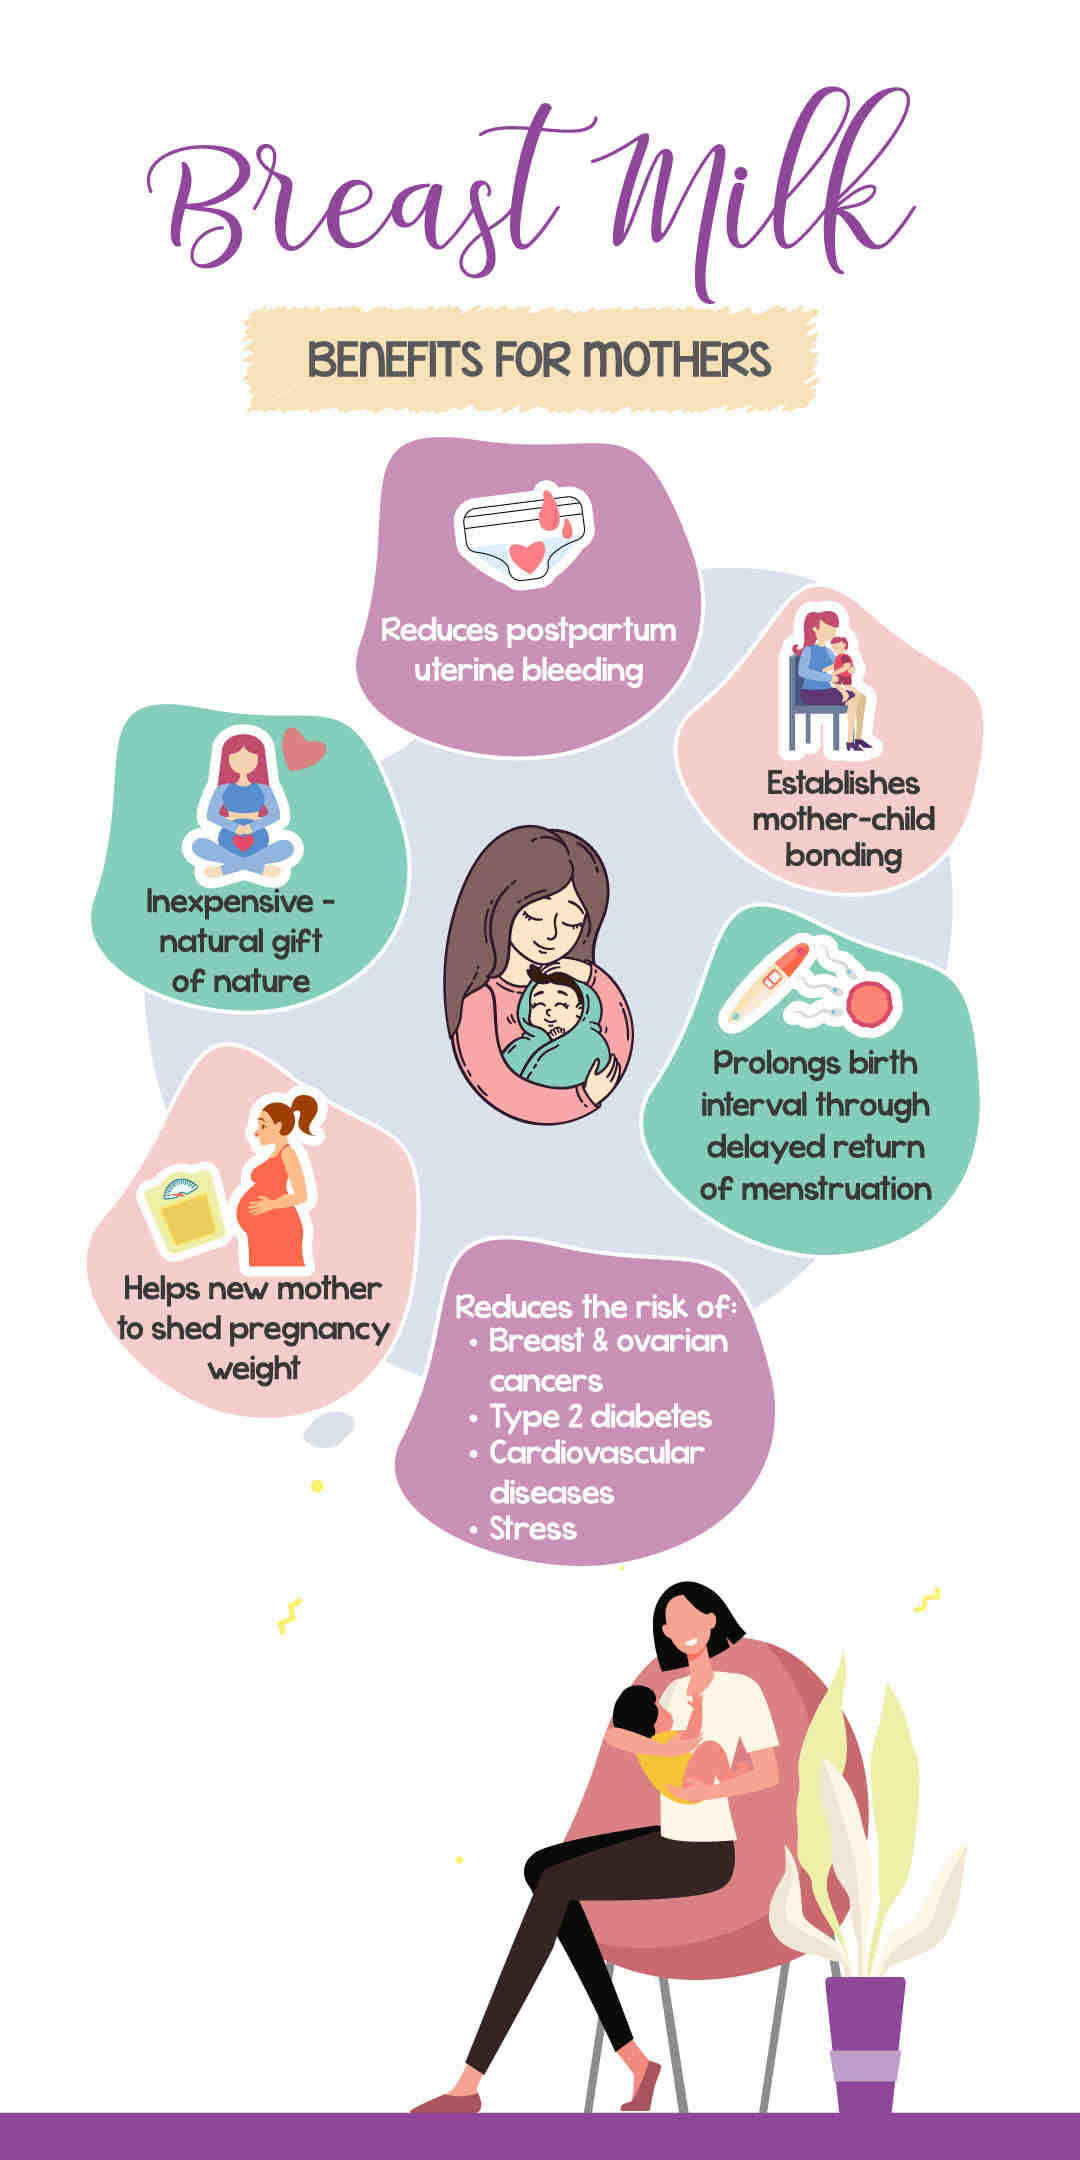 Breast Milk
BENEFITS FOR MOTHERS
Reduces postpartum
uterine bleeding
Establishes
mother-child
bonding
Inexpensive -
natural gift
of nature
Prolongs birth
interval through
delayed return
of menstruation
Helps new mother
to shed pregnancy
weight
Reduces the risk of:
• Breast & ovarian
cancers
• Type 2 diabetes
• Cardiovascular
diseases
• Stress